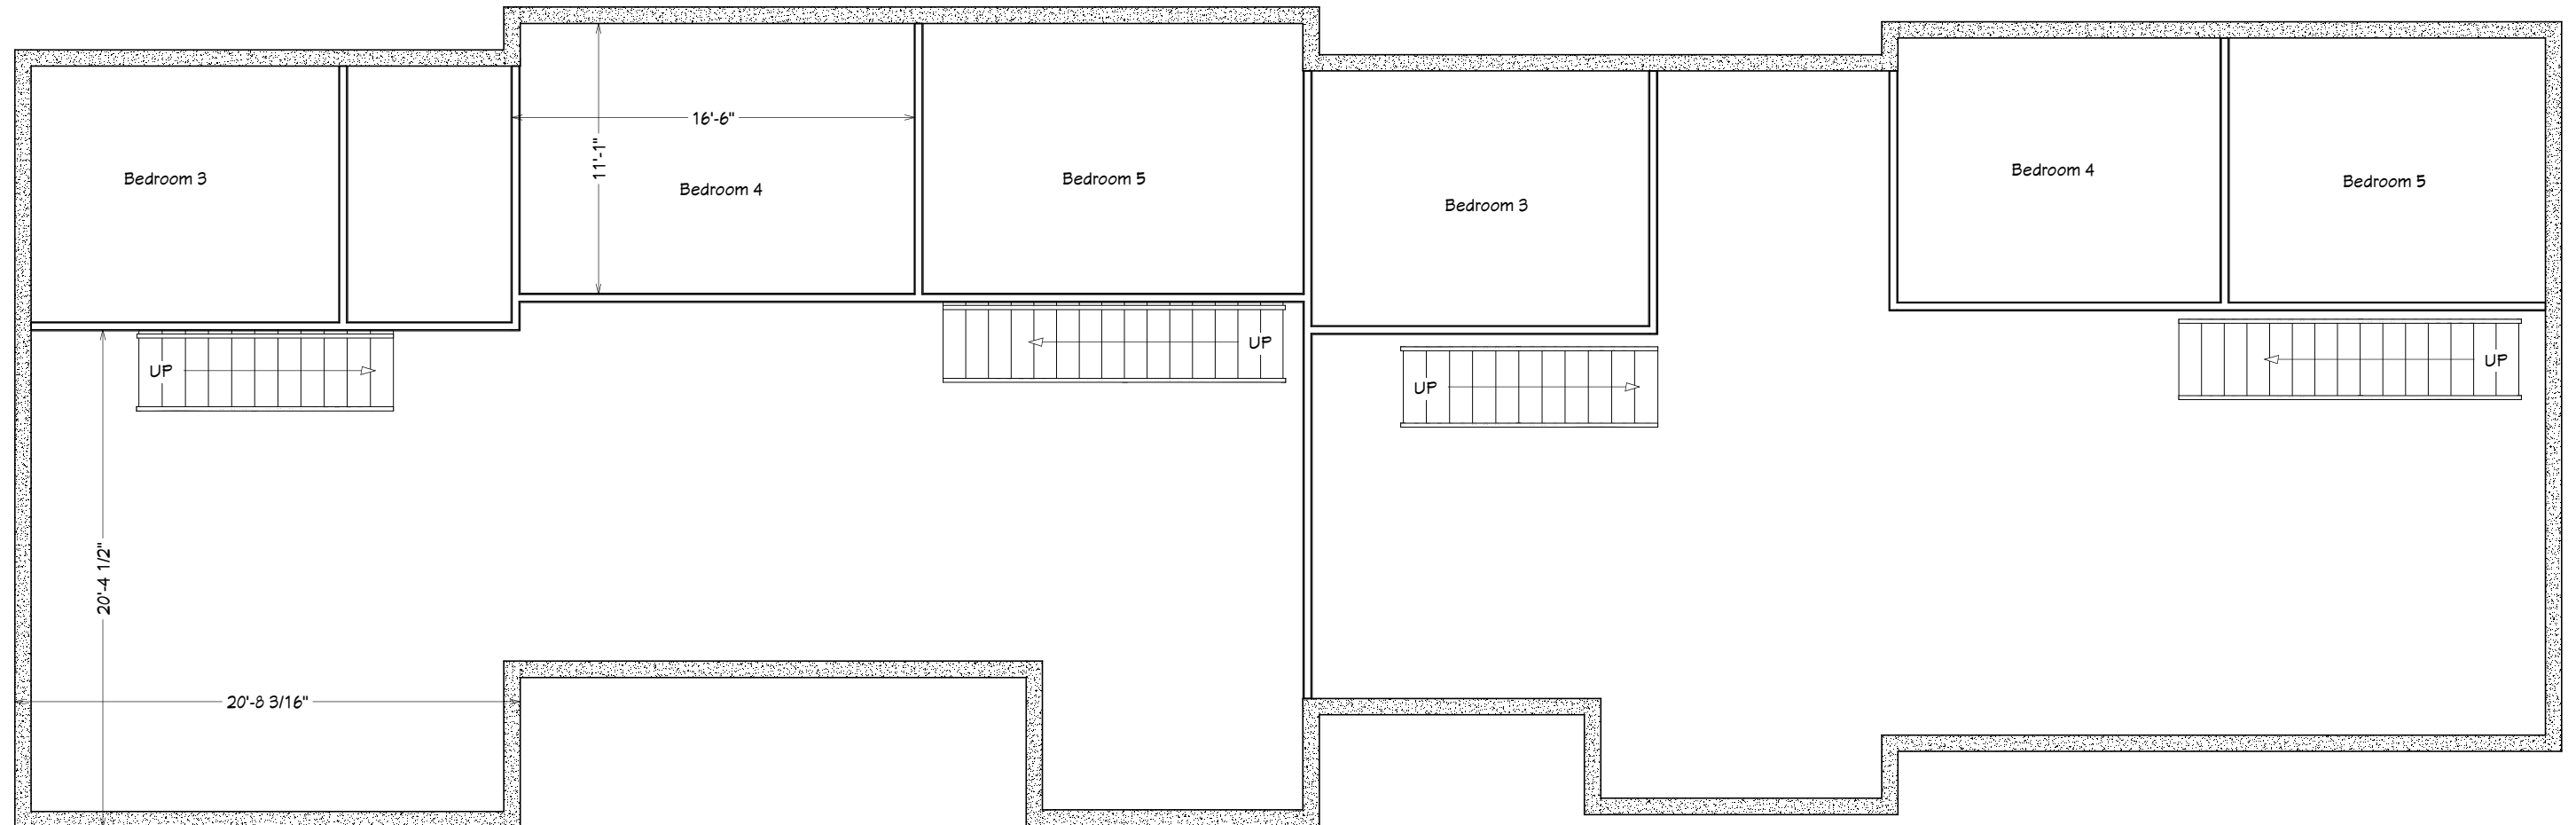 16'-6"
11'-1"
Bedroom 3
Bedroom 4
Bedroom 5
Bedroom 3
Bedroom 4
Bedroom 5
UP
UP
UP
UP
20'-4 1/2"
20'-8 3/16"